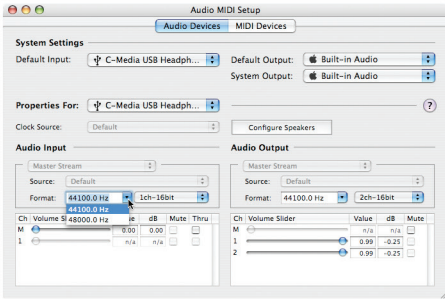 Audio MIDI Setup
Audio Devices MIDI Devices
System Settings
Default Input: C-Media USB Headph... Default Output: Built-in Audio
System Output: Built-in Audio
Properties For: C-Media USB Headph... ?
Clock Source: Default Configure Speakers
Audio Input Audio Output
Master Stream Master Stream
Source: Default Source: Default
Format: 44100.0 Hz 1ch-16bit Format: 44100.0 Hz 2ch-16bit
44100.0 Hz
48000.0 Hz
Ch Volume Sl ue dB Mute Thru Ch Volume Slider Value dB Mute
M 0.00 0.00 M n/a n/a
1 n/a n/a 1 0.99 -0.25
2 0.99 -0.25